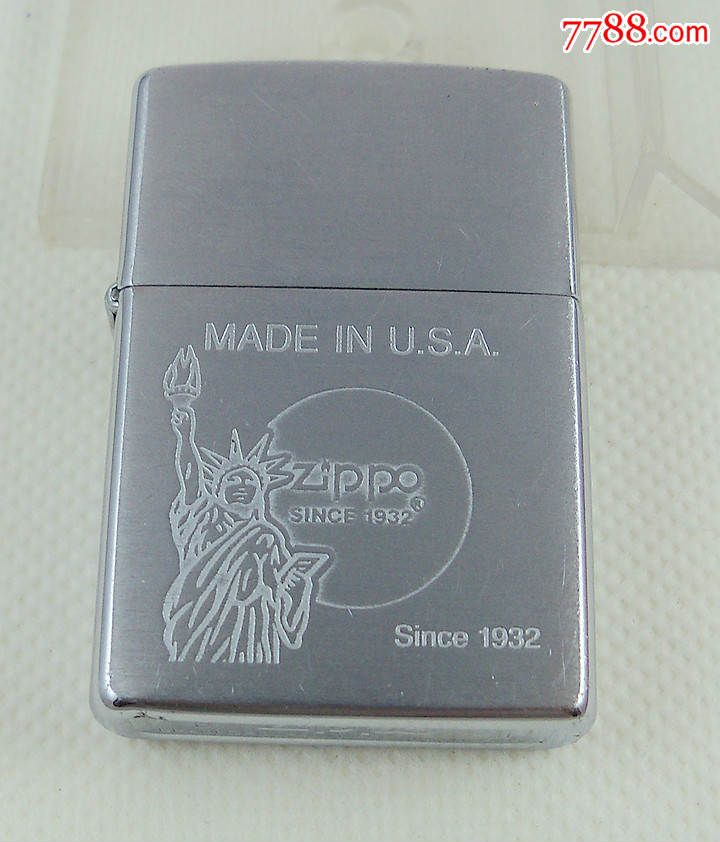 7788.com
MADE IN U.S.A.
Zippo®
SINCE 1932
Since 1932